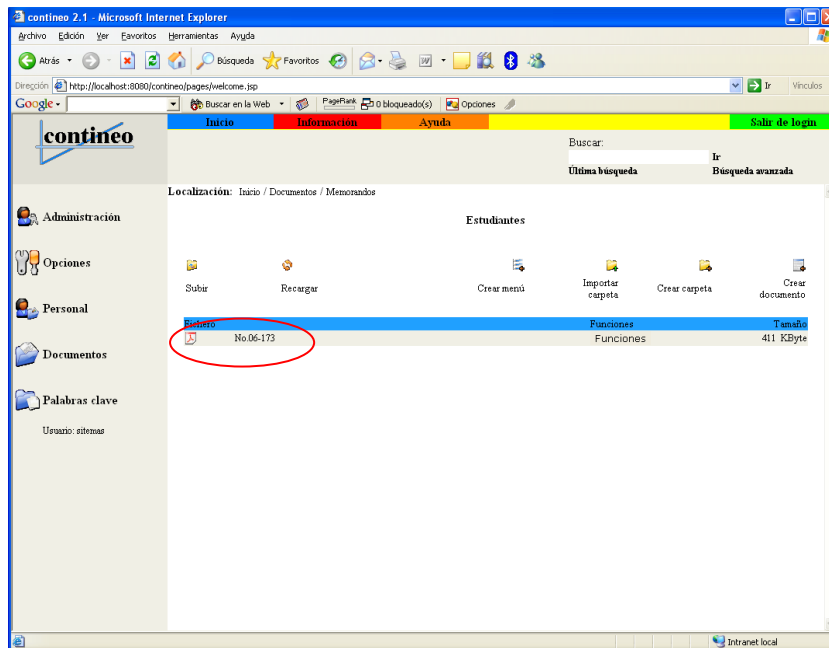 contineo 2.1 - Microsoft Internet Explorer
Archivo Edición Ver Favoritos Herramientas Ayuda
Atrás Búsqueda Favoritos
Dirección http://localhost:8080/contineo/pages/welcome.jsp Ir Vínculos
Google Buscar en la Web PageRank 0 bloqueado(s) Opciones
contineo
Inicio Información Ayuda Salir de login
Buscar:
Ir
Última búsqueda Búsqueda avanzada
Localización: Inicio / Documentos / Memorandos
Administración
Opciones
Personal
Documentos
Palabras clave
Usuario: sitemas
Estudiantes
Subir Recargar Crear menú Importar carpeta Crear carpeta Crear documento
Fichero Funciones Tamaño
No.06-173 Funciones 411 KByte
Intranet local